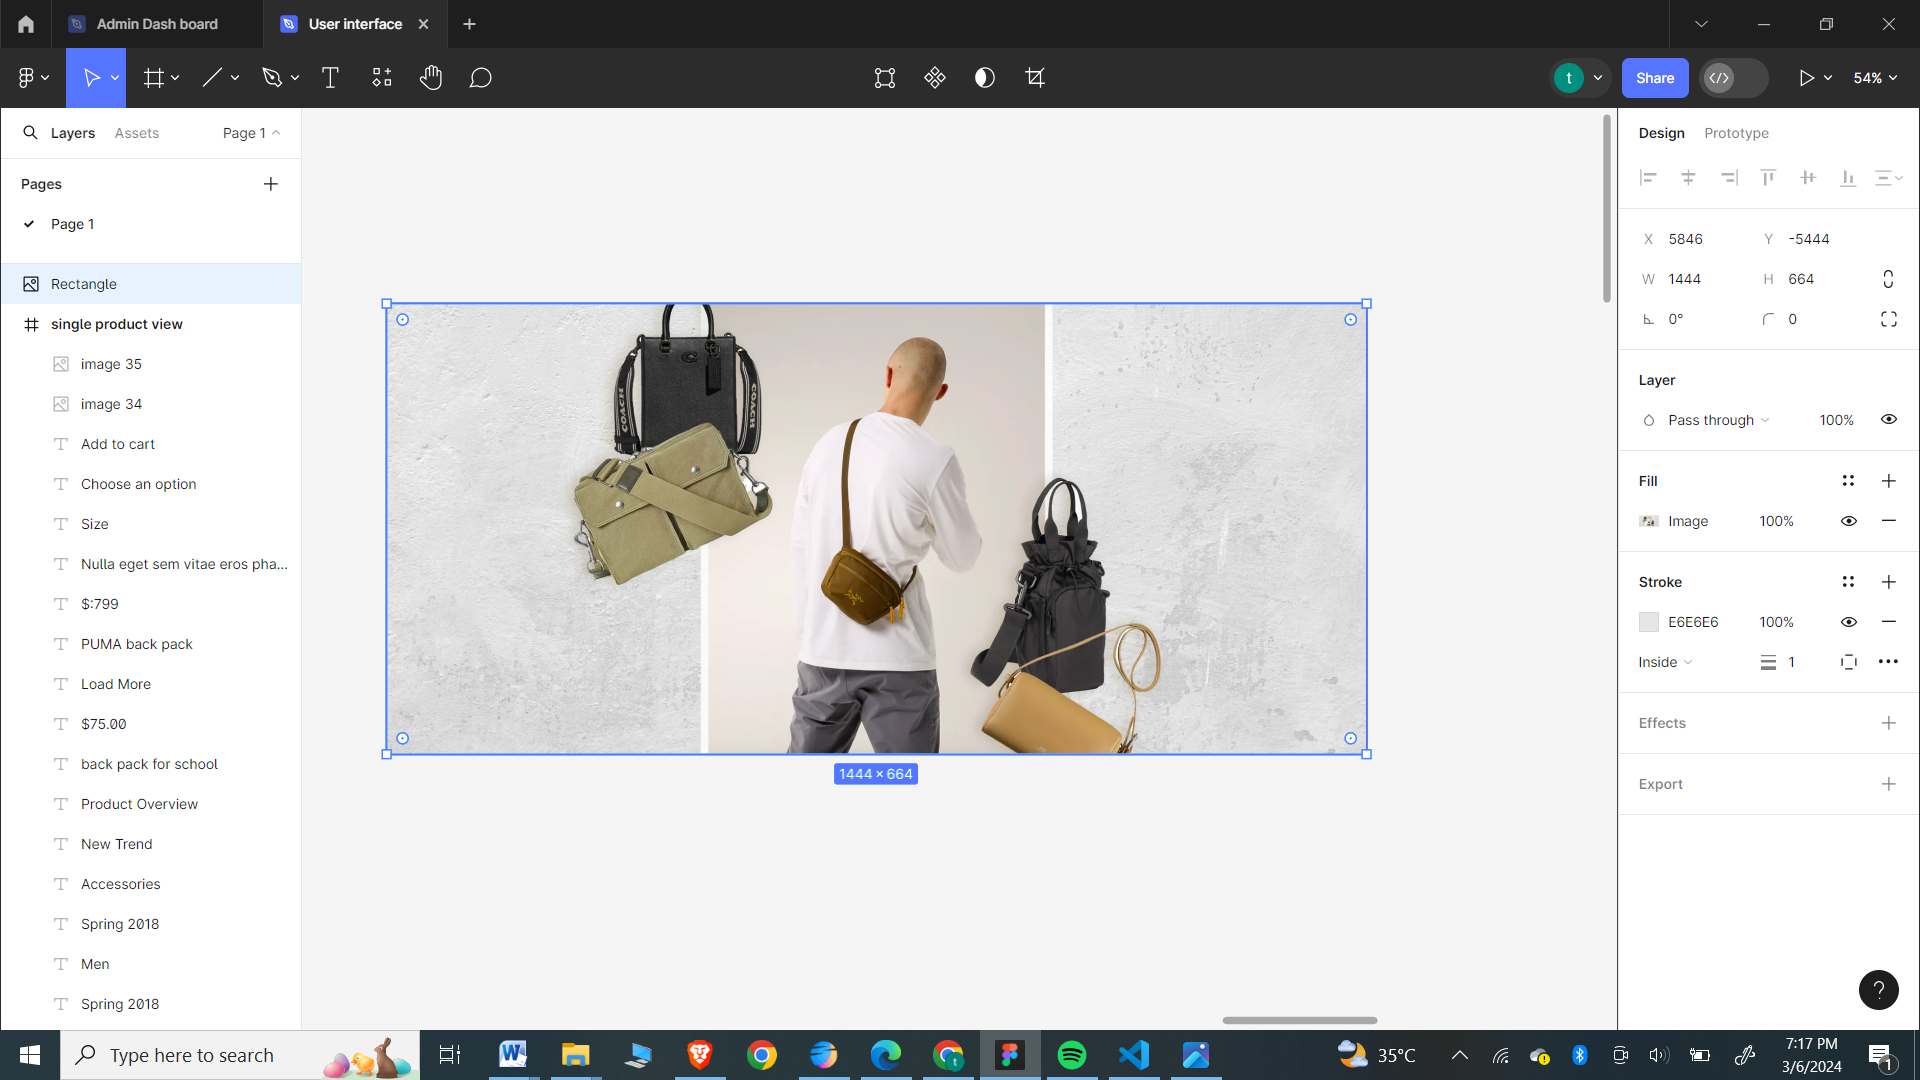 Admin Dash board
User interface
t
Share
54%
Layers
Assets
Page 1
Pages
Page 1
Rectangle
single product view
image 35
image 34
Add to cart
Choose an option
Size
Nulla eget sem vitae eros pha...
$:799
PUMA back pack
Load More
$75.00
back pack for school
Product Overview
New Trend
Accessories
Spring 2018
Men
Spring 2018
COACH
COACH
1444 × 664
Design
Prototype
X 5846
Y -5444
W 1444
H 664
0°
0
Layer
Pass through
100%
Fill
Image
100%
Stroke
E6E6E6
100%
Inside
1
Effects
Export
?
Type here to search
35°C
7:17 PM
3/6/2024
1